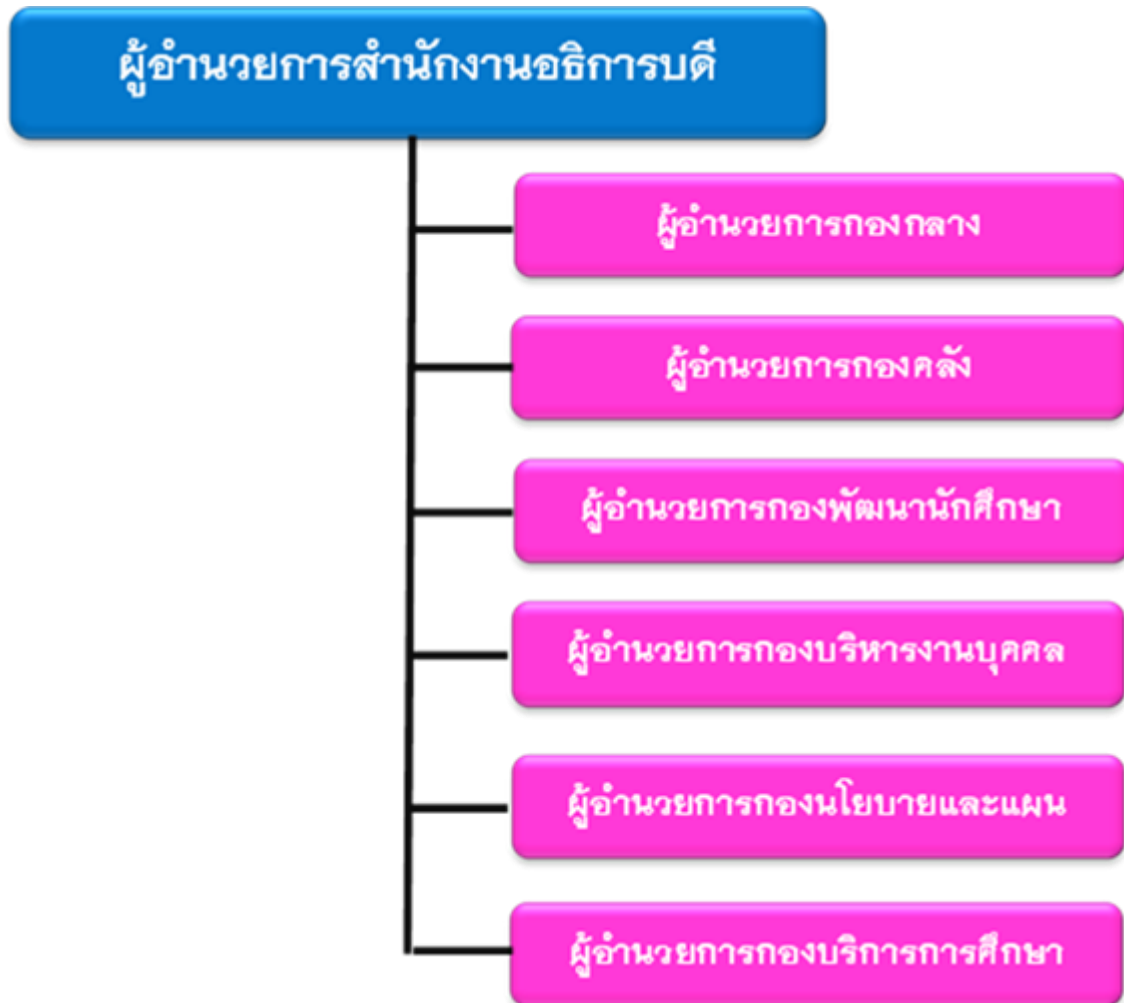 ผู้อำนวยการสำนักงานอธิการบดี
ผู้อำนวยการกองกลาง
ผู้อำนวยการกองคลัง
ผู้อำนวยการกองพัฒนานักศึกษา
ผู้อำนวยการกองบริหารงานบุคคล
ผู้อำนวยการกองนโยบายและแผน
ผู้อำนวยการกองบริการการศึกษา